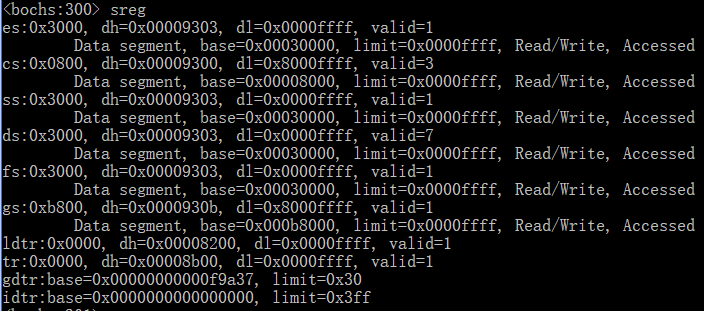 <bochs:300> sreg
es:0x3000, dh=0x00009303, dl=0x0000ffff, valid=1
Data segment, base=0x00030000, limit=0x0000ffff, Read/Write, Accessed
cs:0x0800, dh=0x00009300, dl=0x8000ffff, valid=3
Data segment, base=0x00008000, limit=0x0000ffff, Read/Write, Accessed
ss:0x3000, dh=0x00009303, dl=0x0000ffff, valid=1
Data segment, base=0x00030000, limit=0x0000ffff, Read/Write, Accessed
ds:0x3000, dh=0x00009303, dl=0x0000ffff, valid=7
Data segment, base=0x00030000, limit=0x0000ffff, Read/Write, Accessed
fs:0x3000, dh=0x00009303, dl=0x0000ffff, valid=1
Data segment, base=0x00030000, limit=0x0000ffff, Read/Write, Accessed
gs:0xb800, dh=0x0000930b, dl=0x8000ffff, valid=1
Data segment, base=0x000b8000, limit=0x0000ffff, Read/Write, Accessed
ldtr:0x0000, dh=0x00008200, dl=0x0000ffff, valid=1
tr:0x0000, dh=0x00008b00, dl=0x0000ffff, valid=1
gdtr:base=0x00000000000f9a37, limit=0x30
idtr:base=0x0000000000000000, limit=0x3ff